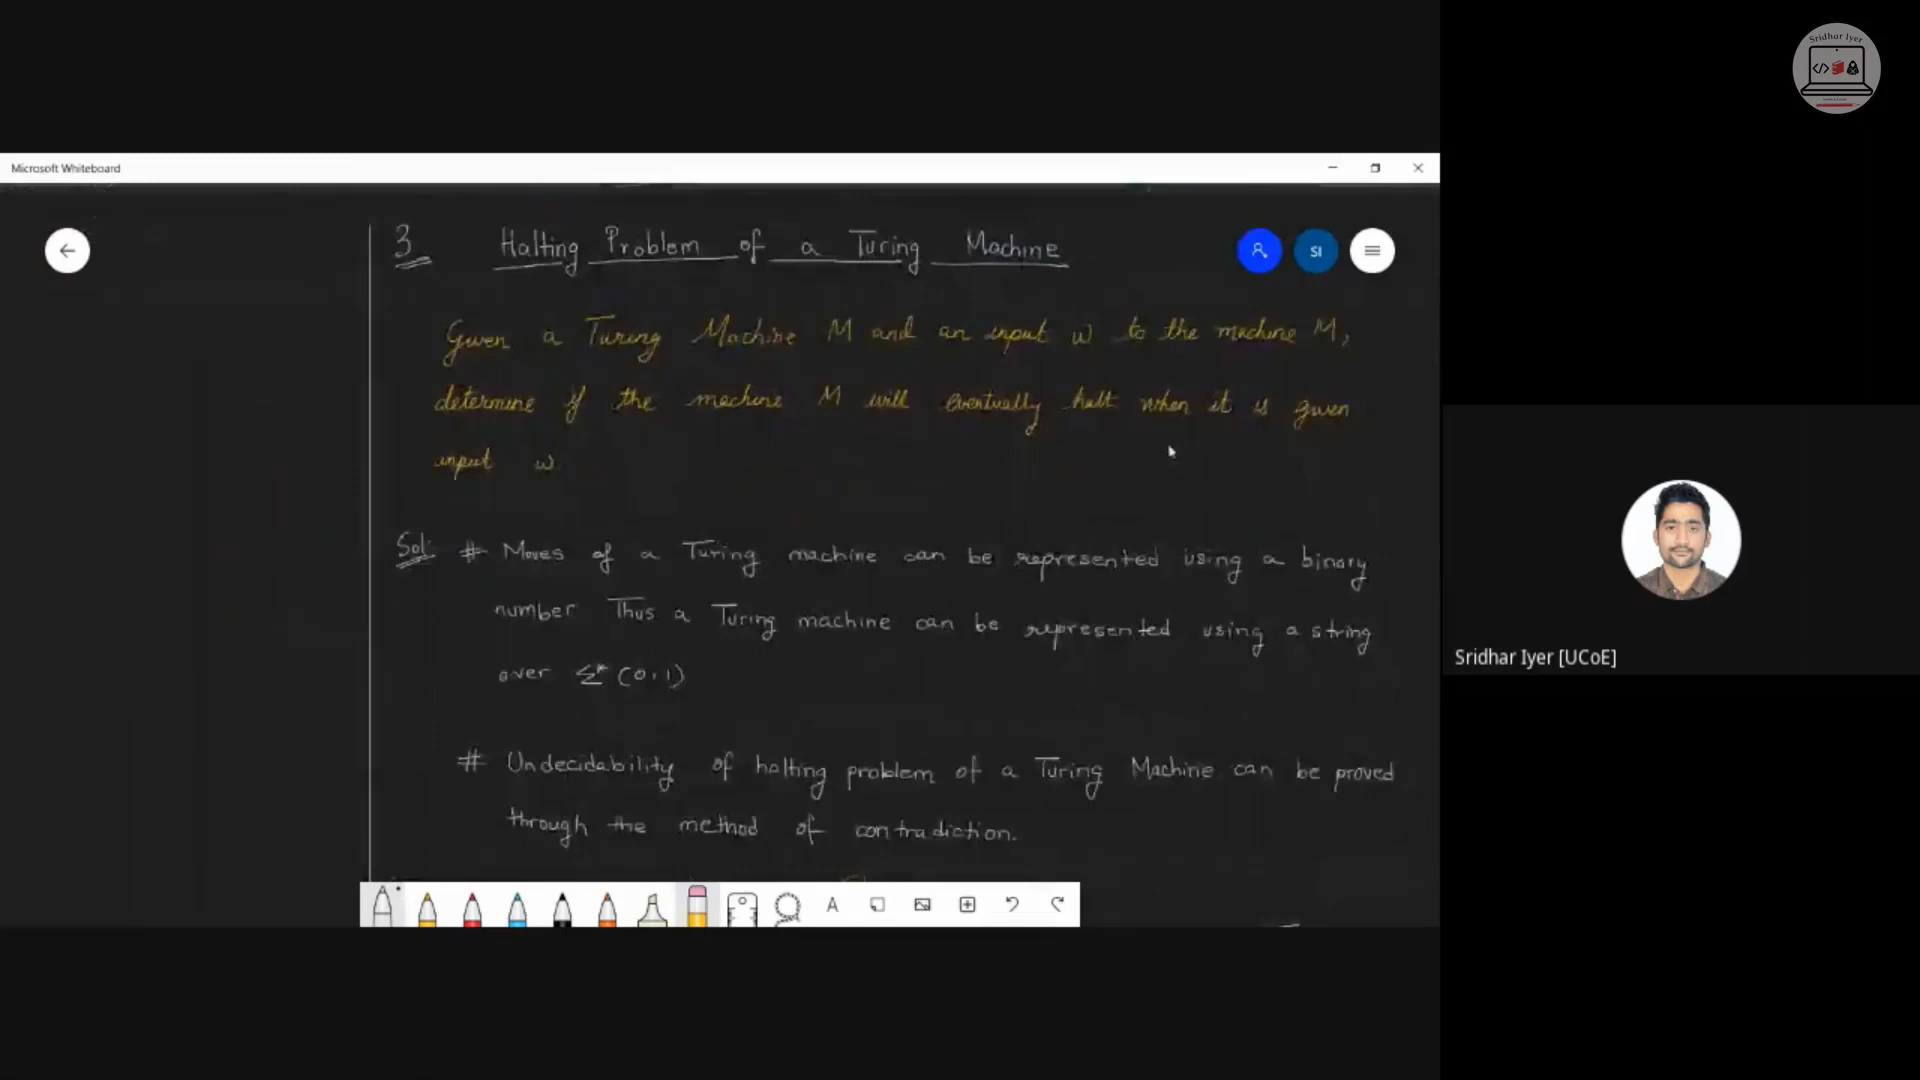 Sridhar Iyer
</>
Microsoft Whiteboard
3. Halting Problem of a Turing Machine
SI
Given a Turing Machine M and an input w to the machine M,
determine if the machine M will eventually halt when it is given
input w.
Sol: # Moves of a Turing machine can be represented using a binary
number Thus a Turing machine can be represented using a string
over Σ* (0,1)
# Undecidability of halting problem of a Turing Machine can be proved
through the method of contradiction.
A
Sridhar Iyer [UCoE]